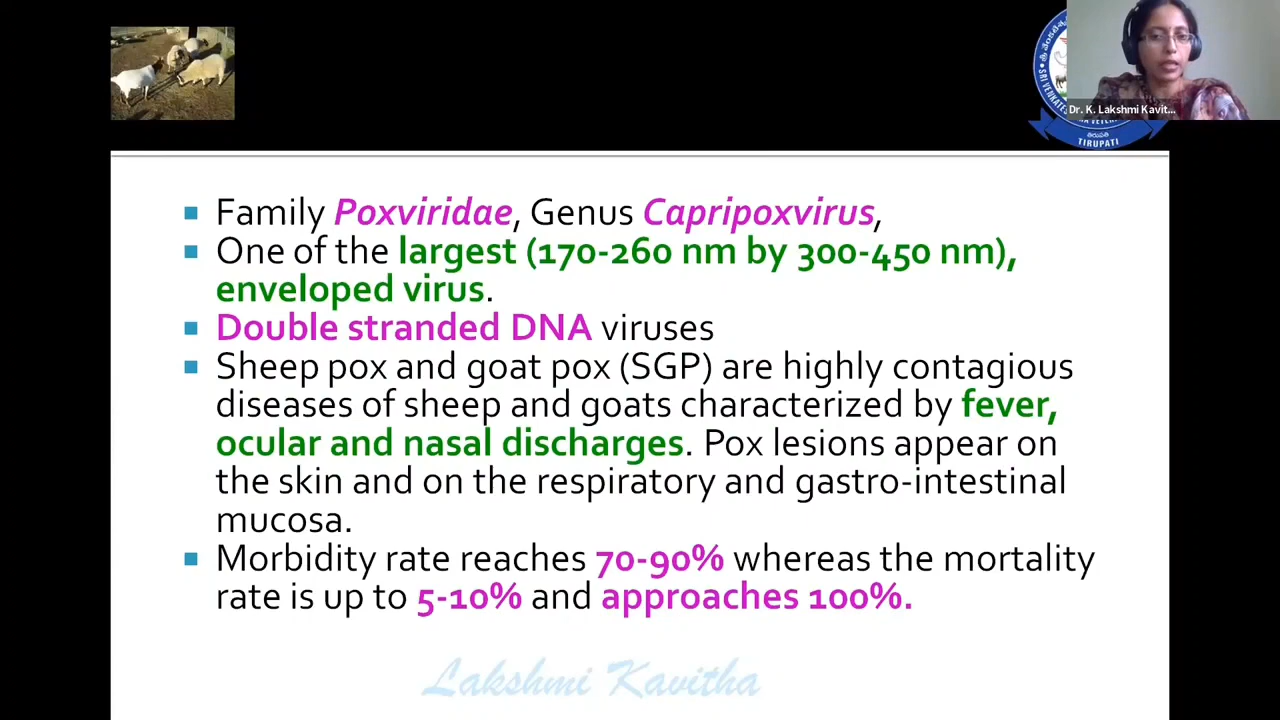 Dr. K. Lakshmi Kavit...
తిరుపతి
TIRUPATI
Family Poxviridae, Genus Capripoxvirus,
One of the largest (170-260 nm by 300-450 nm),
enveloped virus.
Double stranded DNA viruses
Sheep pox and goat pox (SGP) are highly contagious
diseases of sheep and goats characterized by fever,
ocular and nasal discharges. Pox lesions appear on
the skin and on the respiratory and gastro-intestinal
mucosa.
Morbidity rate reaches 70-90% whereas the mortality
rate is up to 5-10% and approaches 100%.
Lakshmi Kavitha